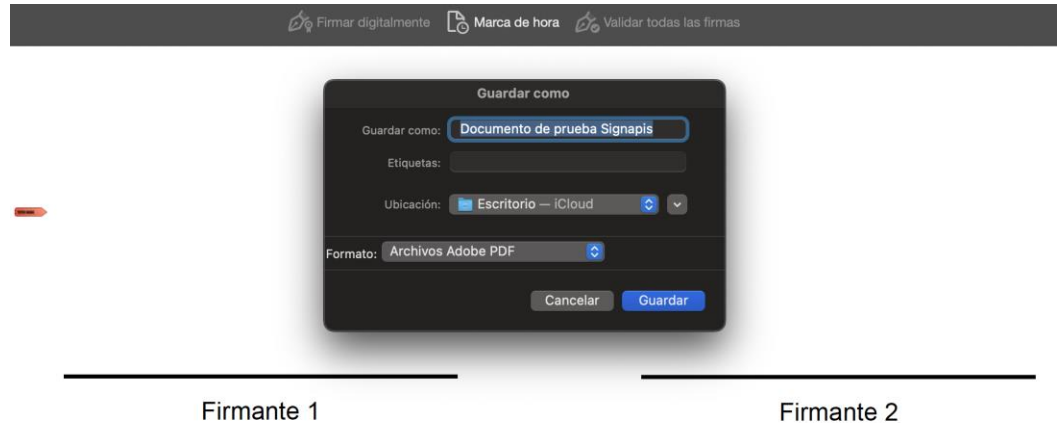 Firmar digitalmente Marca de hora Validar todas las firmas
Guardar como
Guardar como: Documento de prueba Signapis
Etiquetas:
Ubicación: Escritorio — iCloud
Formato: Archivos Adobe PDF
Cancelar Guardar
Firmante 1 Firmante 2